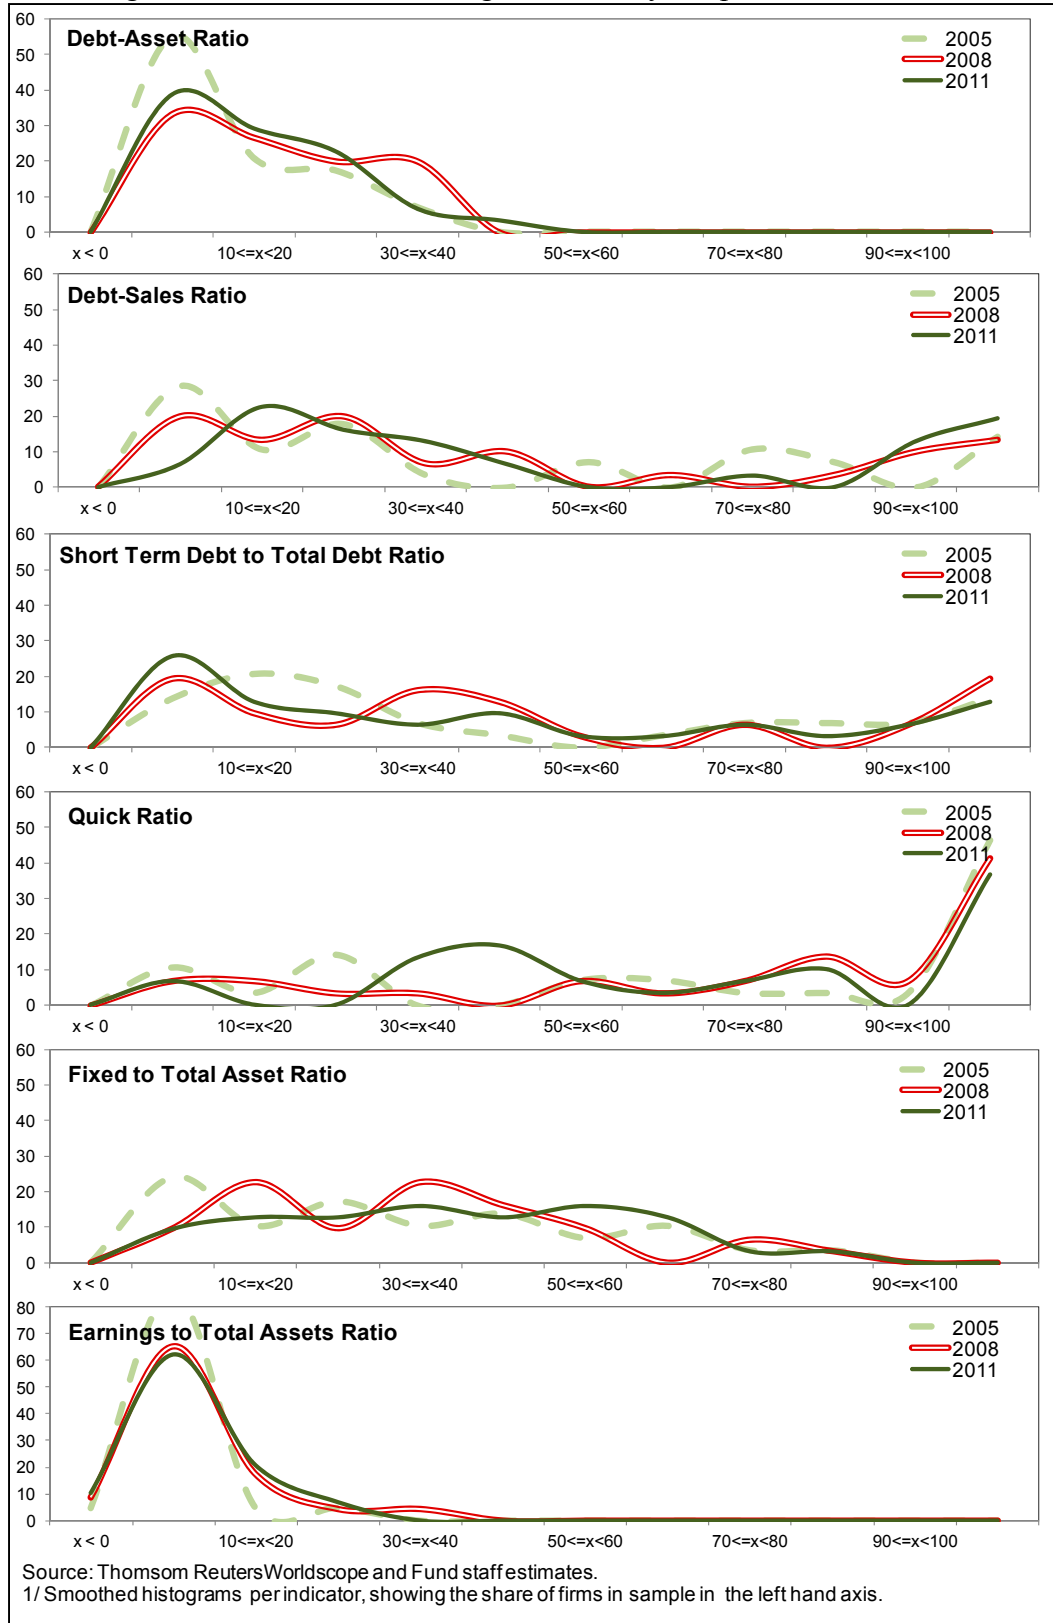 60
Debt-Asset Ratio
2005
50
2008
2011
40
30
20
10
0
x < 0
10<=x<20
30<=x<40
50<=x<60
70<=x<80
90<=x<100
60
Debt-Sales Ratio
2005
50
2008
2011
40
30
20
10
0
x < 0
10<=x<20
30<=x<40
50<=x<60
70<=x<80
90<=x<100
60
Short Term Debt to Total Debt Ratio
2005
50
2008
2011
40
30
20
10
0
x < 0
10<=x<20
30<=x<40
50<=x<60
70<=x<80
90<=x<100
60
Quick Ratio
2005
50
2008
2011
40
30
20
10
0
x < 0
10<=x<20
30<=x<40
50<=x<60
70<=x<80
90<=x<100
60
Fixed to Total Asset Ratio
2005
50
2008
2011
40
30
20
10
0
x < 0
10<=x<20
30<=x<40
50<=x<60
70<=x<80
90<=x<100
80
Earnings to Total Assets Ratio
2005
70
2008
60
2011
50
40
30
20
10
0
x < 0
10<=x<20
30<=x<40
50<=x<60
70<=x<80
90<=x<100
Source: Thomsom ReutersWorldscope and Fund staff estimates.
1/ Smoothed histograms per indicator, showing the share of firms in sample in the left hand axis.